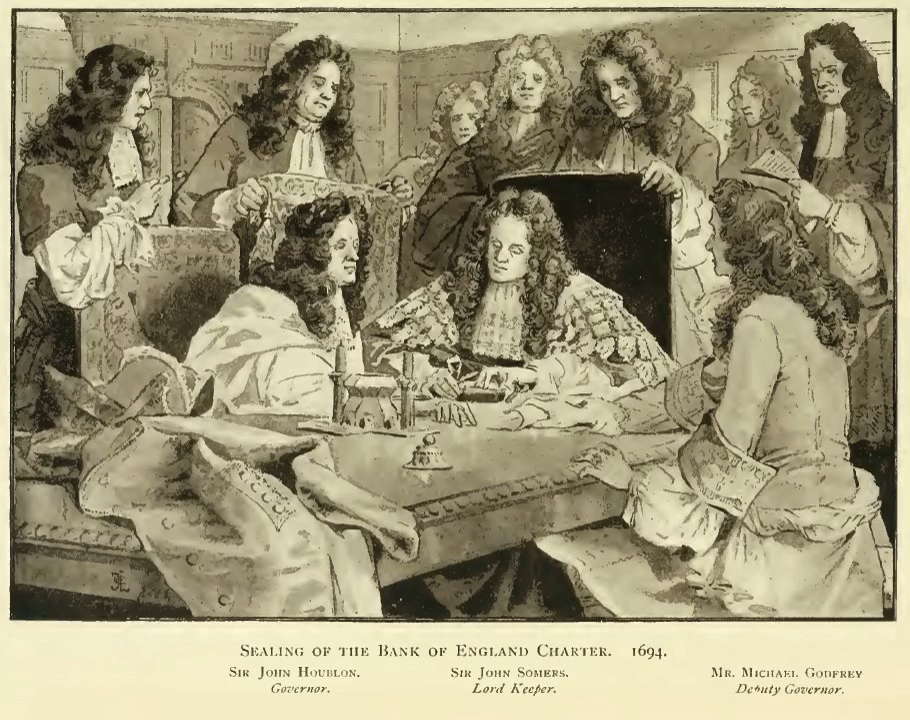 SEALING OF THE BANK OF ENGLAND CHARTER. 1694.
SIR JOHN HOUBLON. SIR JOHN SOMERS. MR. MICHAEL GODFREY
Governor. Lord Keeper. Deputy Governor.